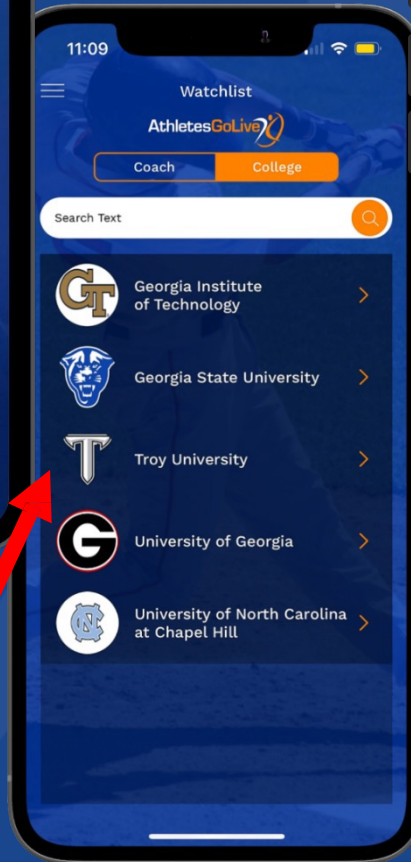 11:09
Watchlist
AthletesGoLive
Coach College
Search Text
GT
Georgia Institute
of Technology
Georgia State University
T
Troy University
G
University of Georgia
NC
University of North Carolina
at Chapel Hill